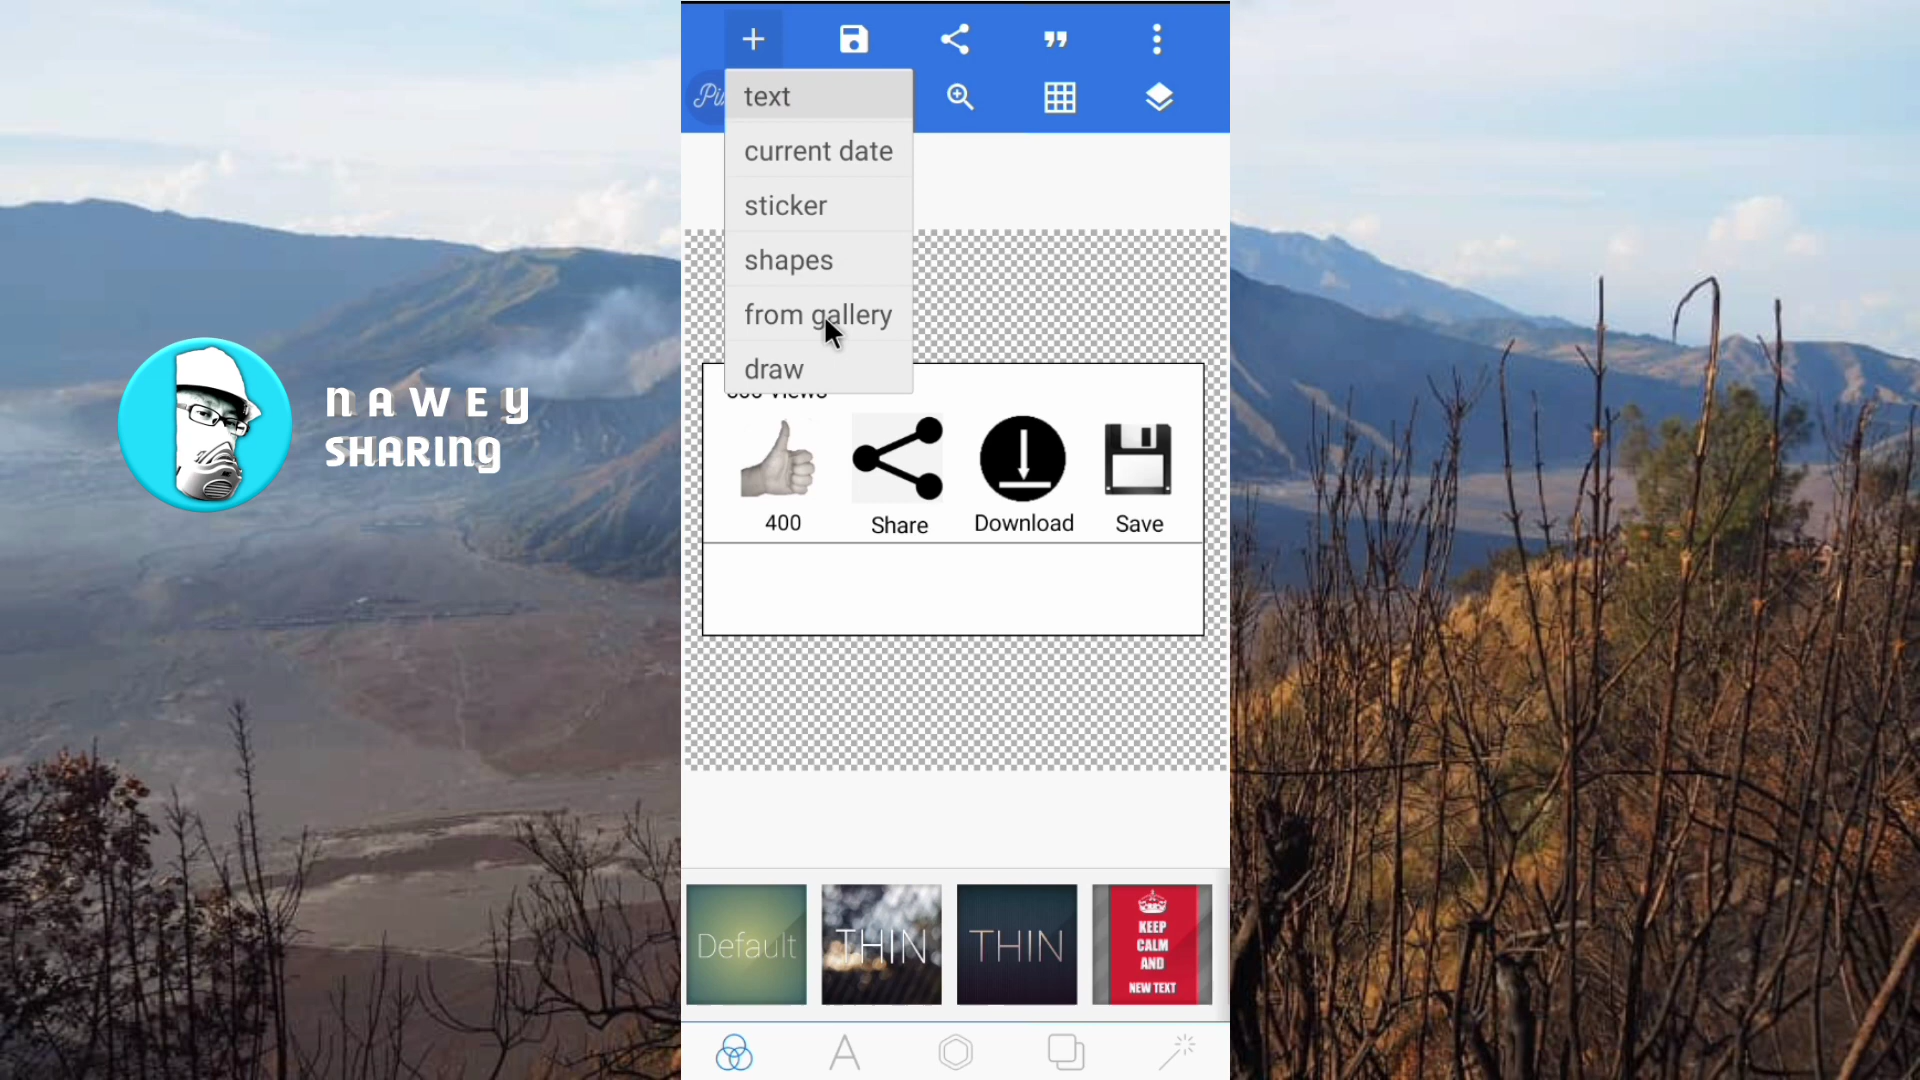 NAWEY
SHARING
text
current date
sticker
shapes
from gallery
draw
Views
400
Share
Download
Save
Default
THIN
THIN
KEEP
CALM
AND
NEW TEXT